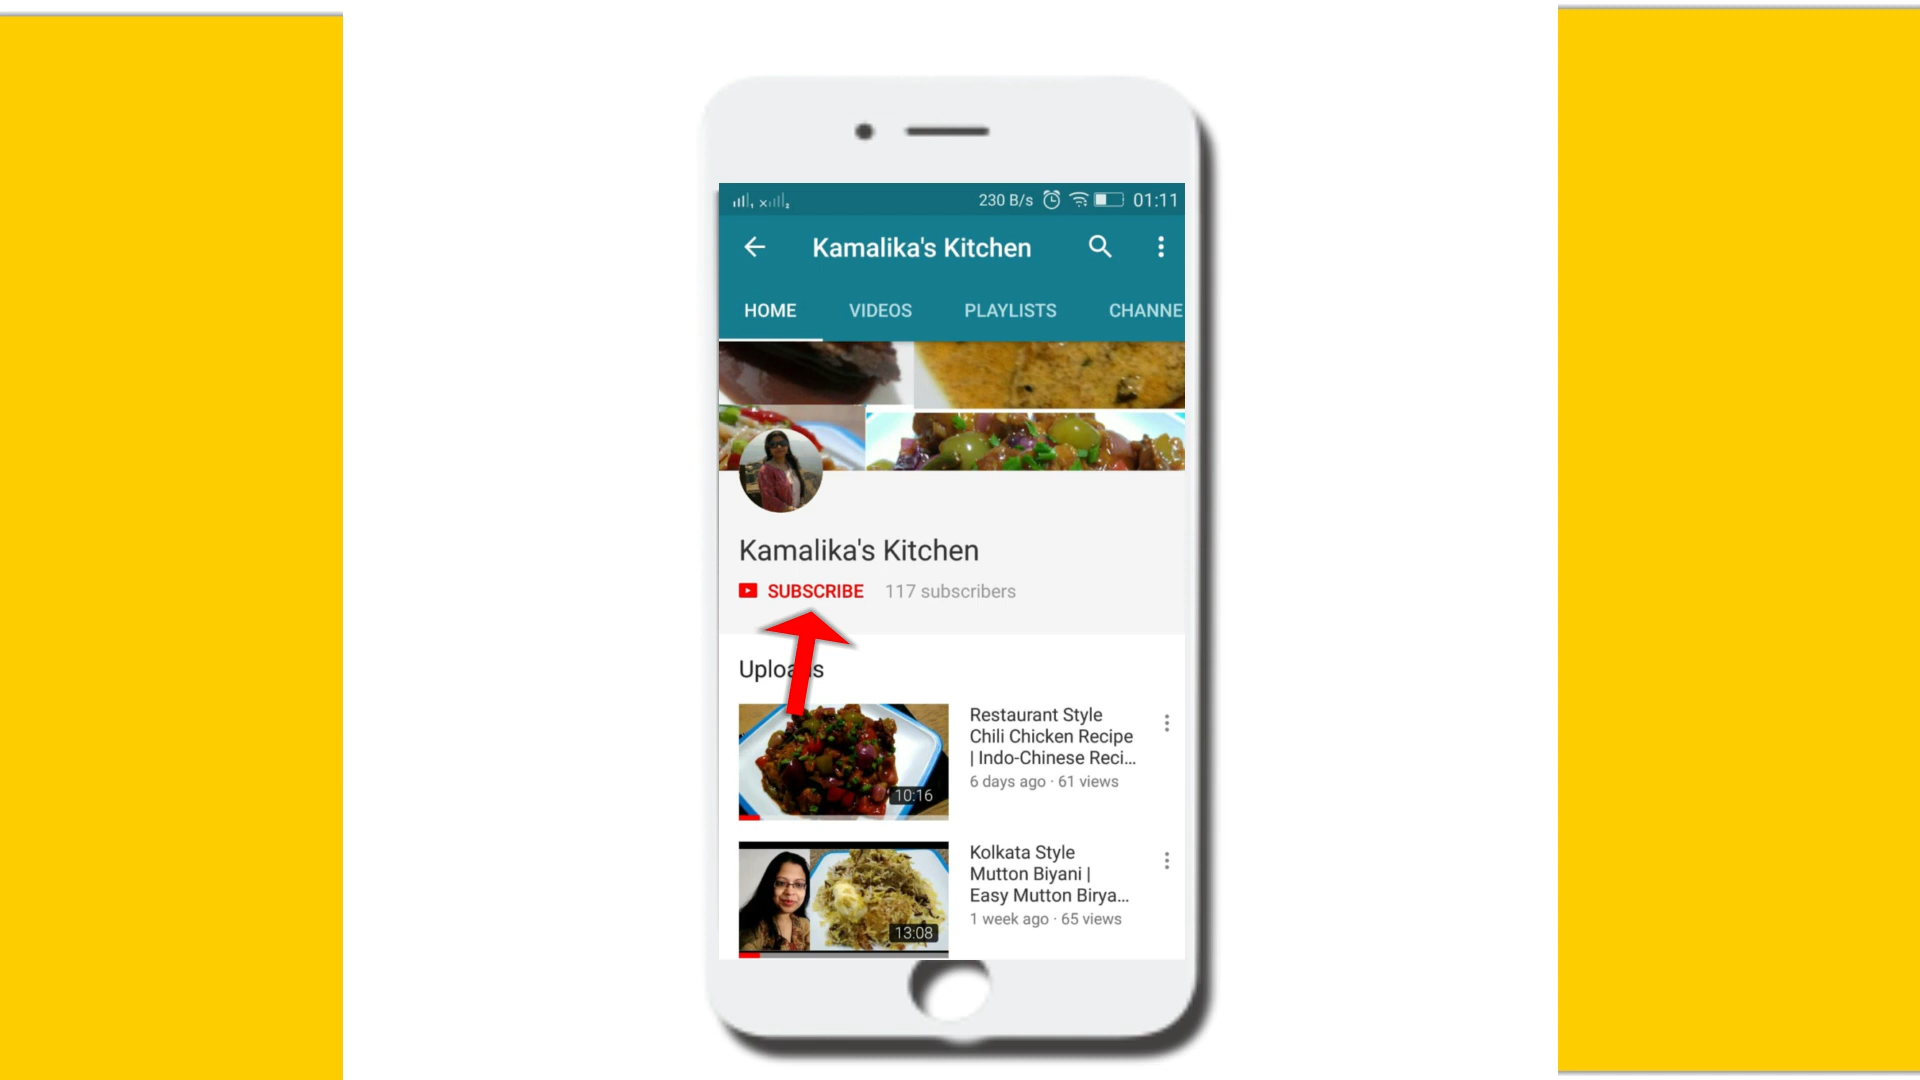 230 B/s 01:11
Kamalika's Kitchen
HOME VIDEOS PLAYLISTS CHANNE
Kamalika's Kitchen
SUBSCRIBE 117 subscribers
Restaurant Style
Chili Chicken Recipe
| Indo-Chinese Reci...
6 days ago · 61 views
10:16
Kolkata Style
Mutton Biyani |
Easy Mutton Birya...
1 week ago · 65 views
13:08